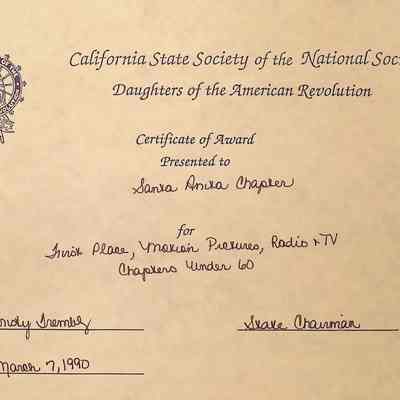 California State Society of the National Soci
Daughters of the American Revolution
Certificate of Award
Presented to
Santa Anita Chapter
for
First Place, Motion Pictures, Radio + TV
Chapters Under 60
State Chairman
March 7, 1990